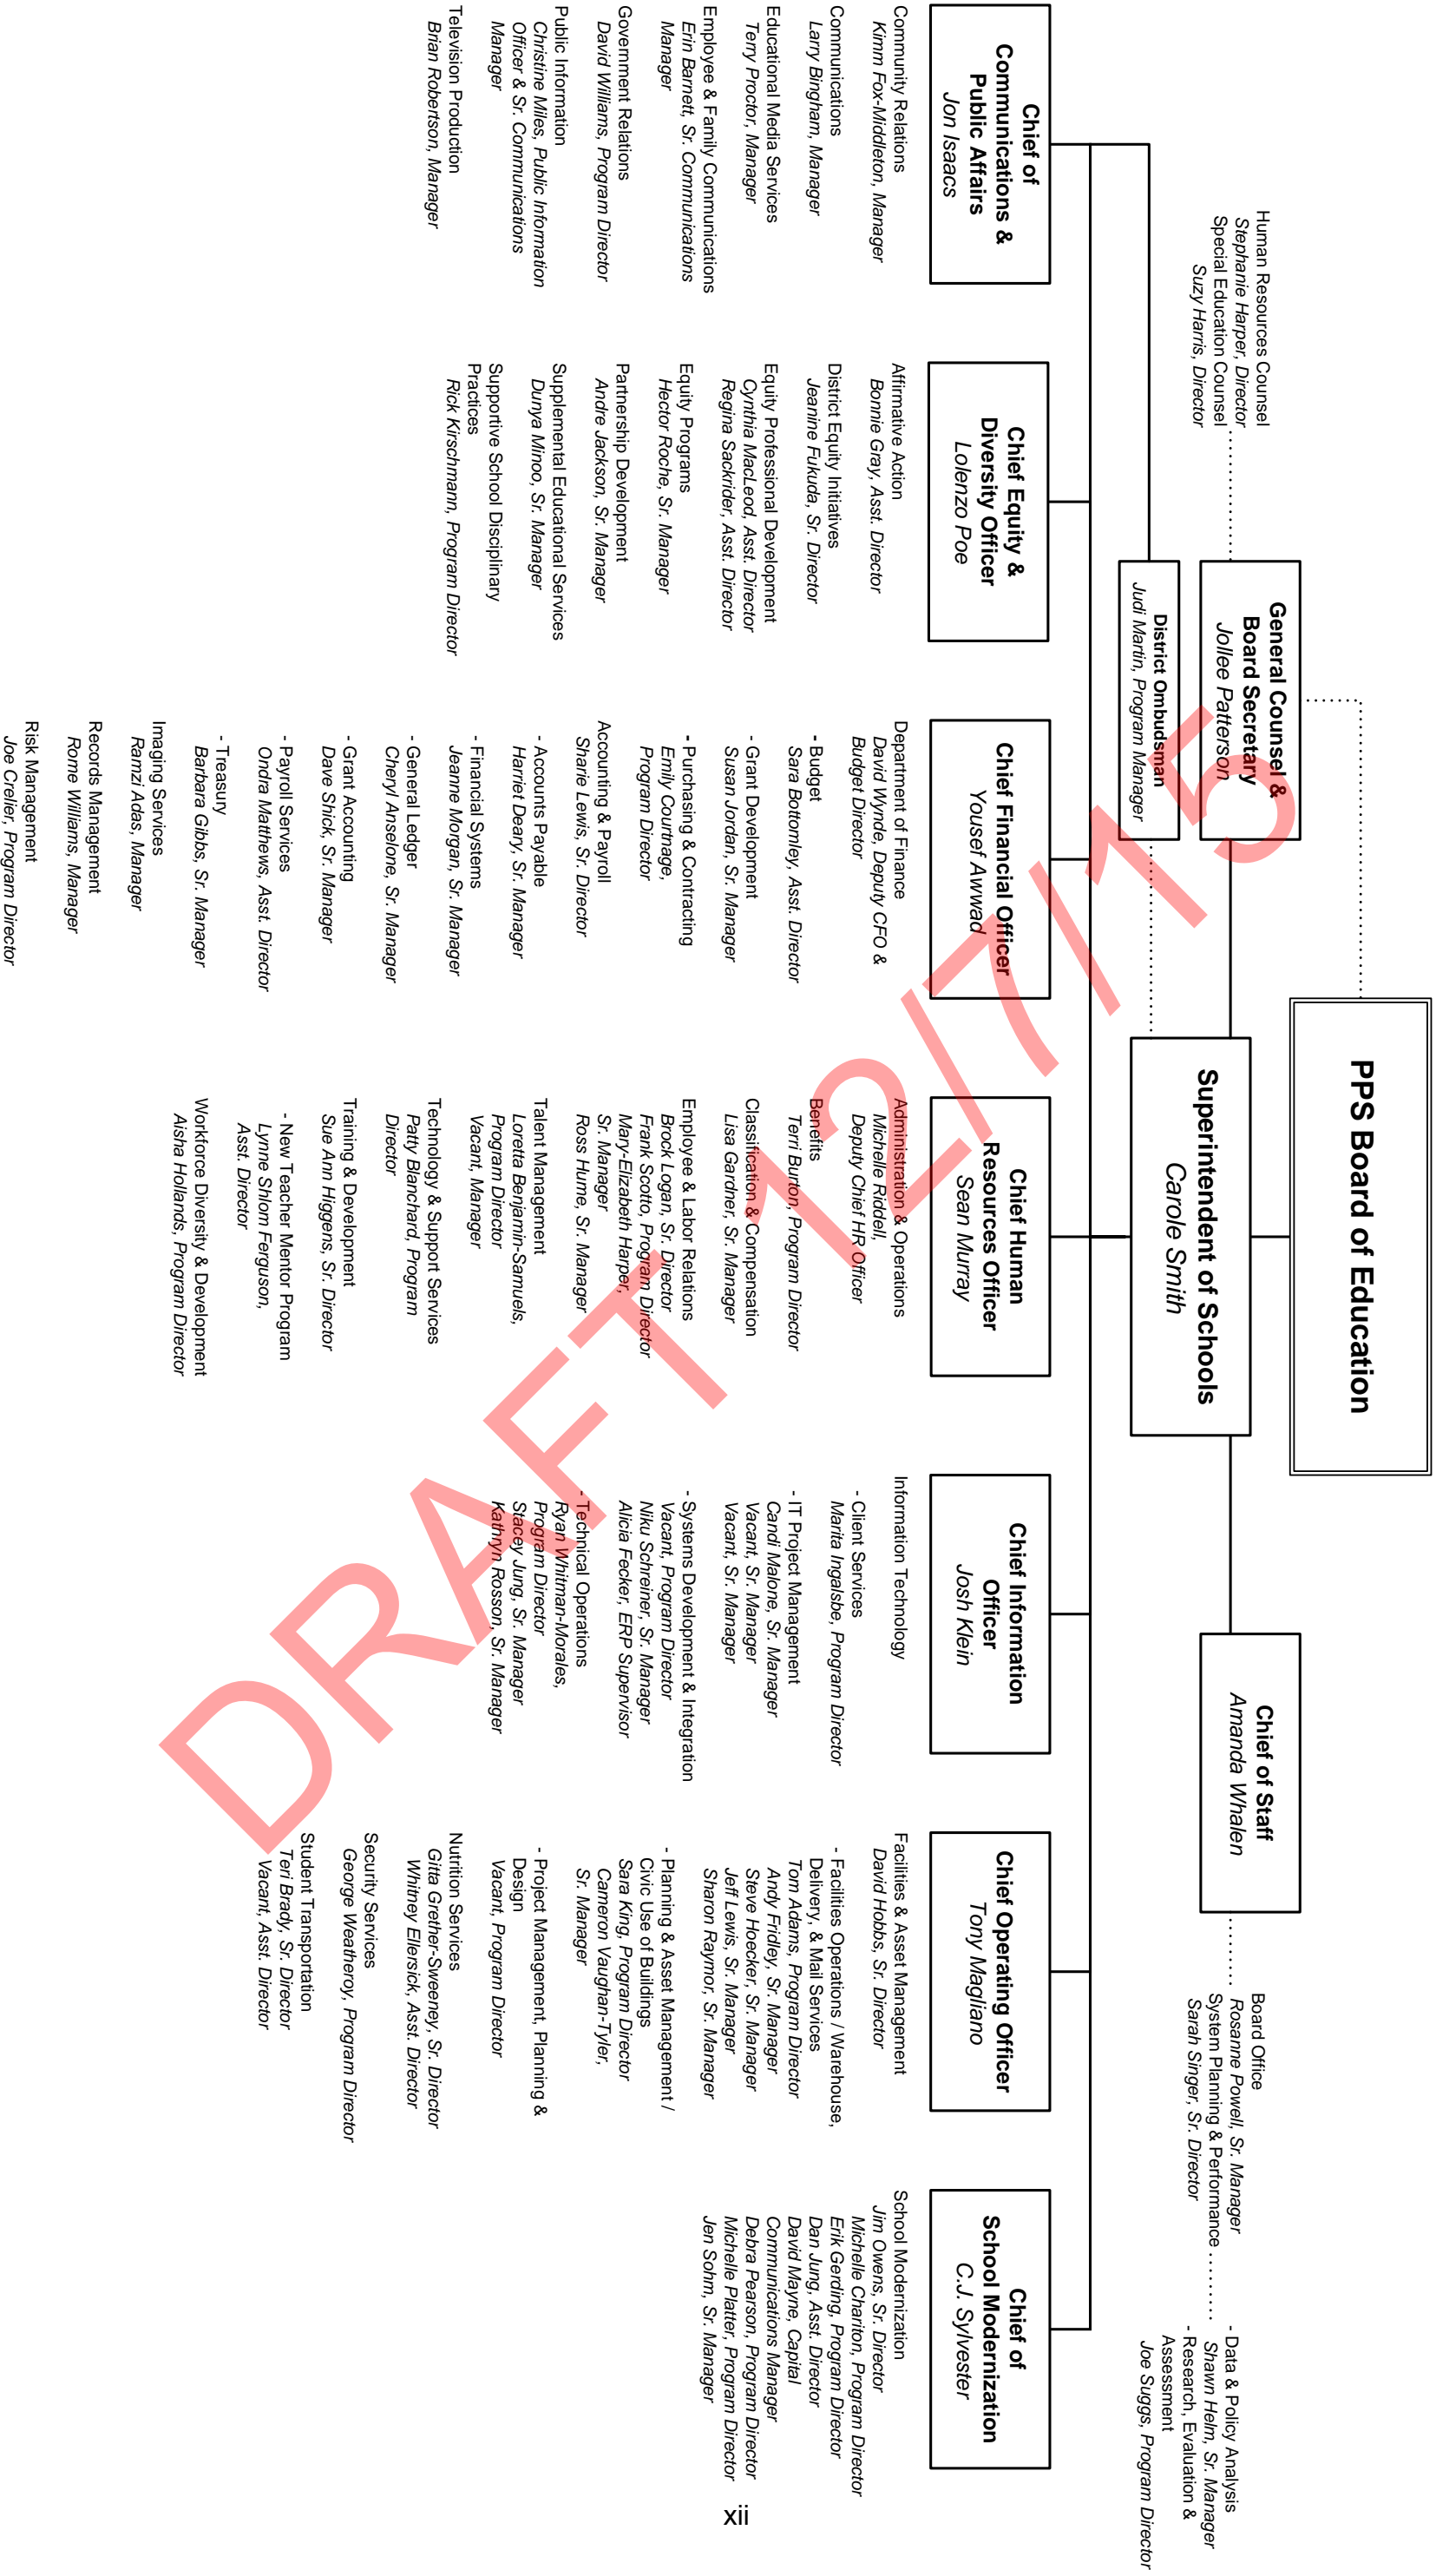 PPS Board of Education
Superintendent of Schools
Carole Smith
General Counsel &
Board Secretary
Jollee Patterson
Human Resources Counsel
Stephanie Harper, Director
Special Education Counsel
Suzy Harris, Director
District Ombudsman
Judi Martin, Program Manager
Chief of Staff
Amanda Whalen
Board Office
Rosanne Powell, Sr. Manager
System Planning & Performance
Sarah Singer, Sr. Director
- Data & Policy Analysis
Shawn Helm, Sr. Manager
- Research, Evaluation &
Assessment
Joe Suggs, Program Director
Chief of
Communications &
Public Affairs
Jon Isaacs
Community Relations
Kimm Fox-Middleton, Manager
Communications
Larry Bingham, Manager
Educational Media Services
Terry Proctor, Manager
Employee & Family Communications
Erin Barnett, Sr. Communications
Manager
Government Relations
David Williams, Program Director
Public Information
Christine Miles, Public Information
Officer & Sr. Communications
Manager
Television Production
Brian Robertson, Manager
Chief Equity &
Diversity Officer
Lolenzo Poe
Affirmative Action
Bonnie Gray, Asst. Director
District Equity Initiatives
Jeanine Fukuda, Sr. Director
Equity Professional Development
Cynthia MacLeod, Asst. Director
Regina Sackrider, Asst. Director
Equity Programs
Hector Roche, Sr. Manager
Partnership Development
Andre Jackson, Sr. Manager
Supplemental Educational Services
Dunya Minoo, Sr. Manager
Supportive School Disciplinary
Practices
Rick Kirschmann, Program Director
Chief Financial Officer
Yousef Awwad
Department of Finance
David Wynde, Deputy CFO &
Budget Director
- Budget
Sara Bottomley, Asst. Director
- Grant Development
Susan Jordan, Sr. Manager
- Purchasing & Contracting
Emily Courtnage,
Program Director
Accounting & Payroll
Sharie Lewis, Sr. Director
- Accounts Payable
Harriet Deary, Sr. Manager
- Financial Systems
Jeanne Morgan, Sr. Manager
- General Ledger
Cheryl Anselone, Sr. Manager
- Grant Accounting
Dave Shick, Sr. Manager
- Payroll Services
Ondra Matthews, Asst. Director
- Treasury
Barbara Gibbs, Sr. Manager
Imaging Services
Ramzi Adas, Manager
Records Management
Rome Williams, Manager
Risk Management
Joe Crelier, Program Director
Chief Human
Resources Officer
Sean Murray
Administration & Operations
Michelle Riddell,
Deputy Chief HR Officer
Benefits
Terri Burton, Program Director
Classification & Compensation
Lisa Gardner, Sr. Manager
Employee & Labor Relations
Brock Logan, Sr. Director
Frank Scotto, Program Director
Mary-Elizabeth Harper,
Sr. Manager
Ross Hume, Sr. Manager
Talent Management
Loretta Benjamin-Samuels,
Program Director
Vacant, Manager
Technology & Support Services
Patty Blanchard, Program
Director
Training & Development
Sue Ann Higgens, Sr. Director
- New Teacher Mentor Program
Lynne Shlom Ferguson,
Asst. Director
Workforce Diversity & Development
Aisha Hollands, Program Director
Chief Information
Officer
Josh Klein
Information Technology
- Client Services
Marita Ingalsbe, Program Director
- IT Project Management
Candi Malone, Sr. Manager
Vacant, Sr. Manager
Vacant, Sr. Manager
- Systems Development & Integration
Vacant, Program Director
Niku Schreiner, Sr. Manager
Alicia Fecker, ERP Supervisor
- Technical Operations
Ryan Whitman-Morales,
Program Director
Stacey Jung, Sr. Manager
Kathryn Rosson, Sr. Manager
Chief Operating Officer
Tony Magliano
Facilities & Asset Management
David Hobbs, Sr. Director
- Facilities Operations / Warehouse,
Delivery, & Mail Services
Tom Adams, Program Director
Andy Fridley, Sr. Manager
Steve Hoecker, Sr. Manager
Jeff Lewis, Sr. Manager
Sharon Raymor, Sr. Manager
- Planning & Asset Management /
Civic Use of Buildings
Sara King, Program Director
Cameron Vaughan-Tyler,
Sr. Manager
- Project Management, Planning &
Design
Vacant, Program Director
Nutrition Services
Gitta Grether-Sweeney, Sr. Director
Whitney Ellersick, Asst. Director
Security Services
George Weatheroy, Program Director
Student Transportation
Teri Brady, Sr. Director
Vacant, Asst. Director
Chief of
School Modernization
C.J. Sylvester
School Modernization
Jim Owens, Sr. Director
Michelle Chariton, Program Director
Erik Gerding, Program Director
Dan Jung, Asst. Director
David Mayne, Capital
Communications Manager
Debra Pearson, Program Director
Michelle Platter, Program Director
Jen Sohm, Sr. Manager
DRAFT 12/7/15
xii